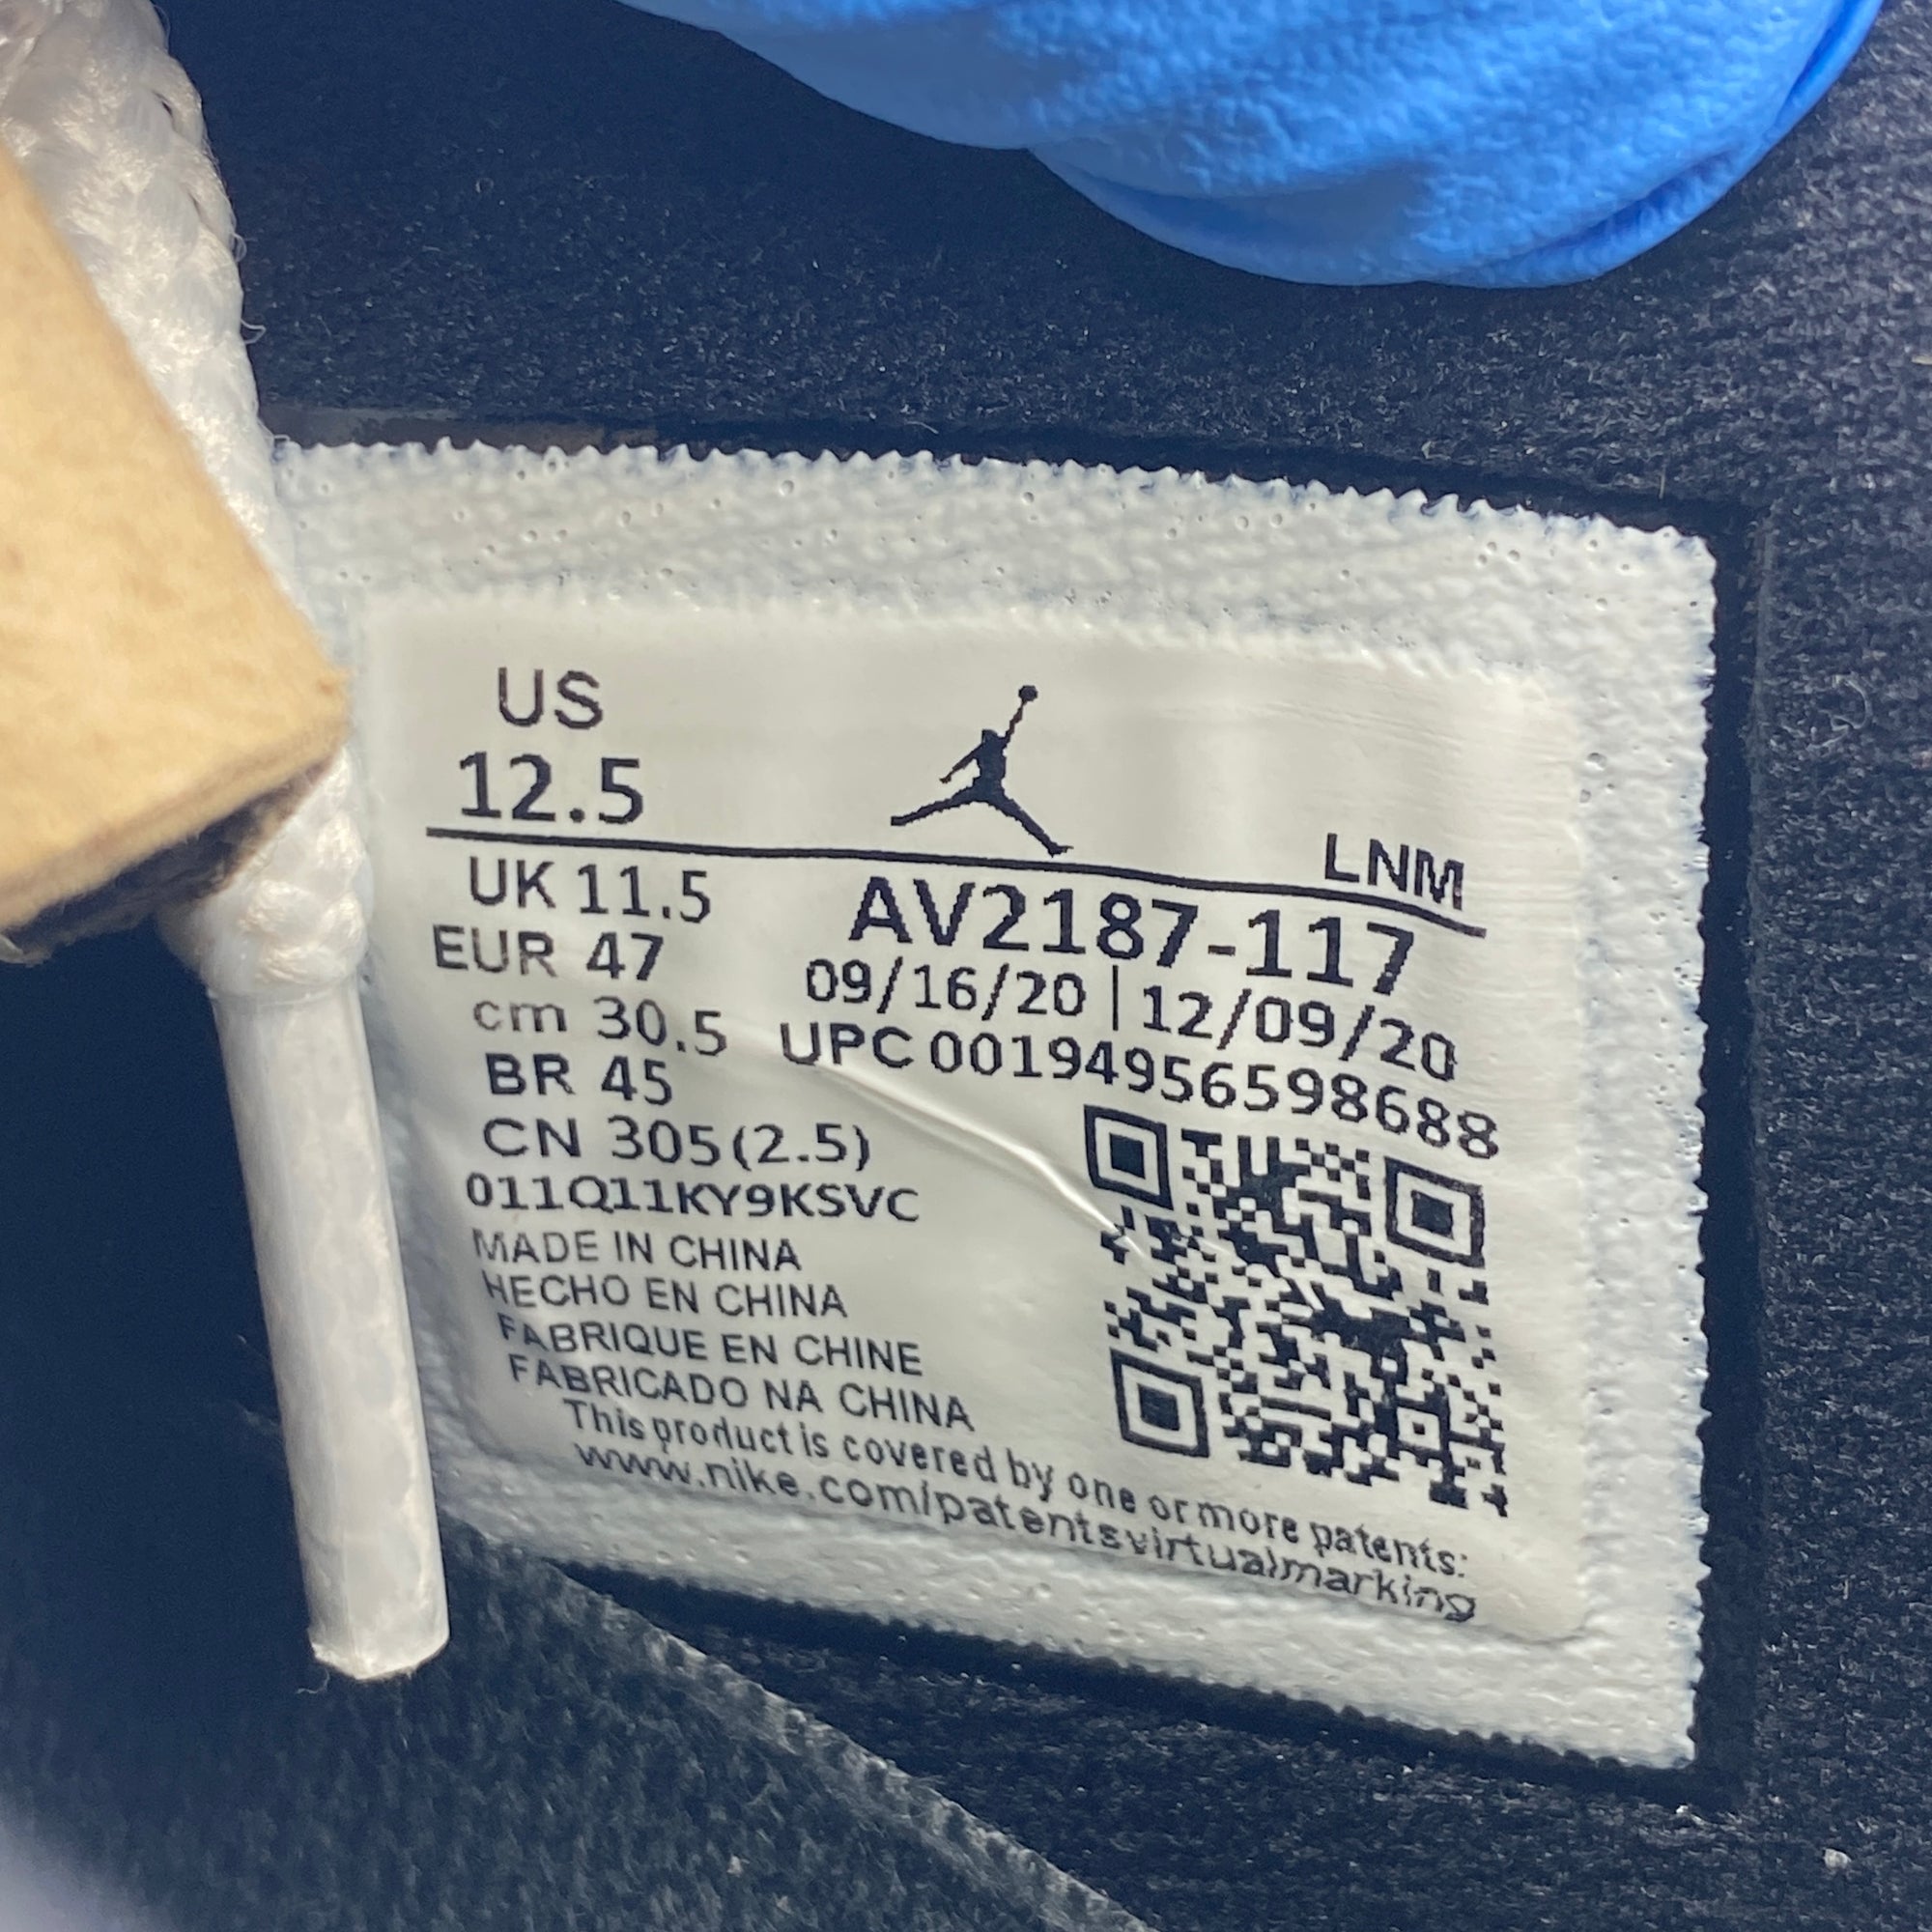 US
12.5
LNM
UK 11.5
EUR 47
cm 30.5
BR 45
CN 305(2.5)
011Q11KY9KSVC
AV2187-117
09/16/20 | 12/09/20
UPC 00194956598688
MADE IN CHINA
HECHO EN CHINA
FABRIQUE EN CHINE
FABRICADO NA CHINA
This product is covered by one or more patents:
www.nike.com/patentsvirtualmarking